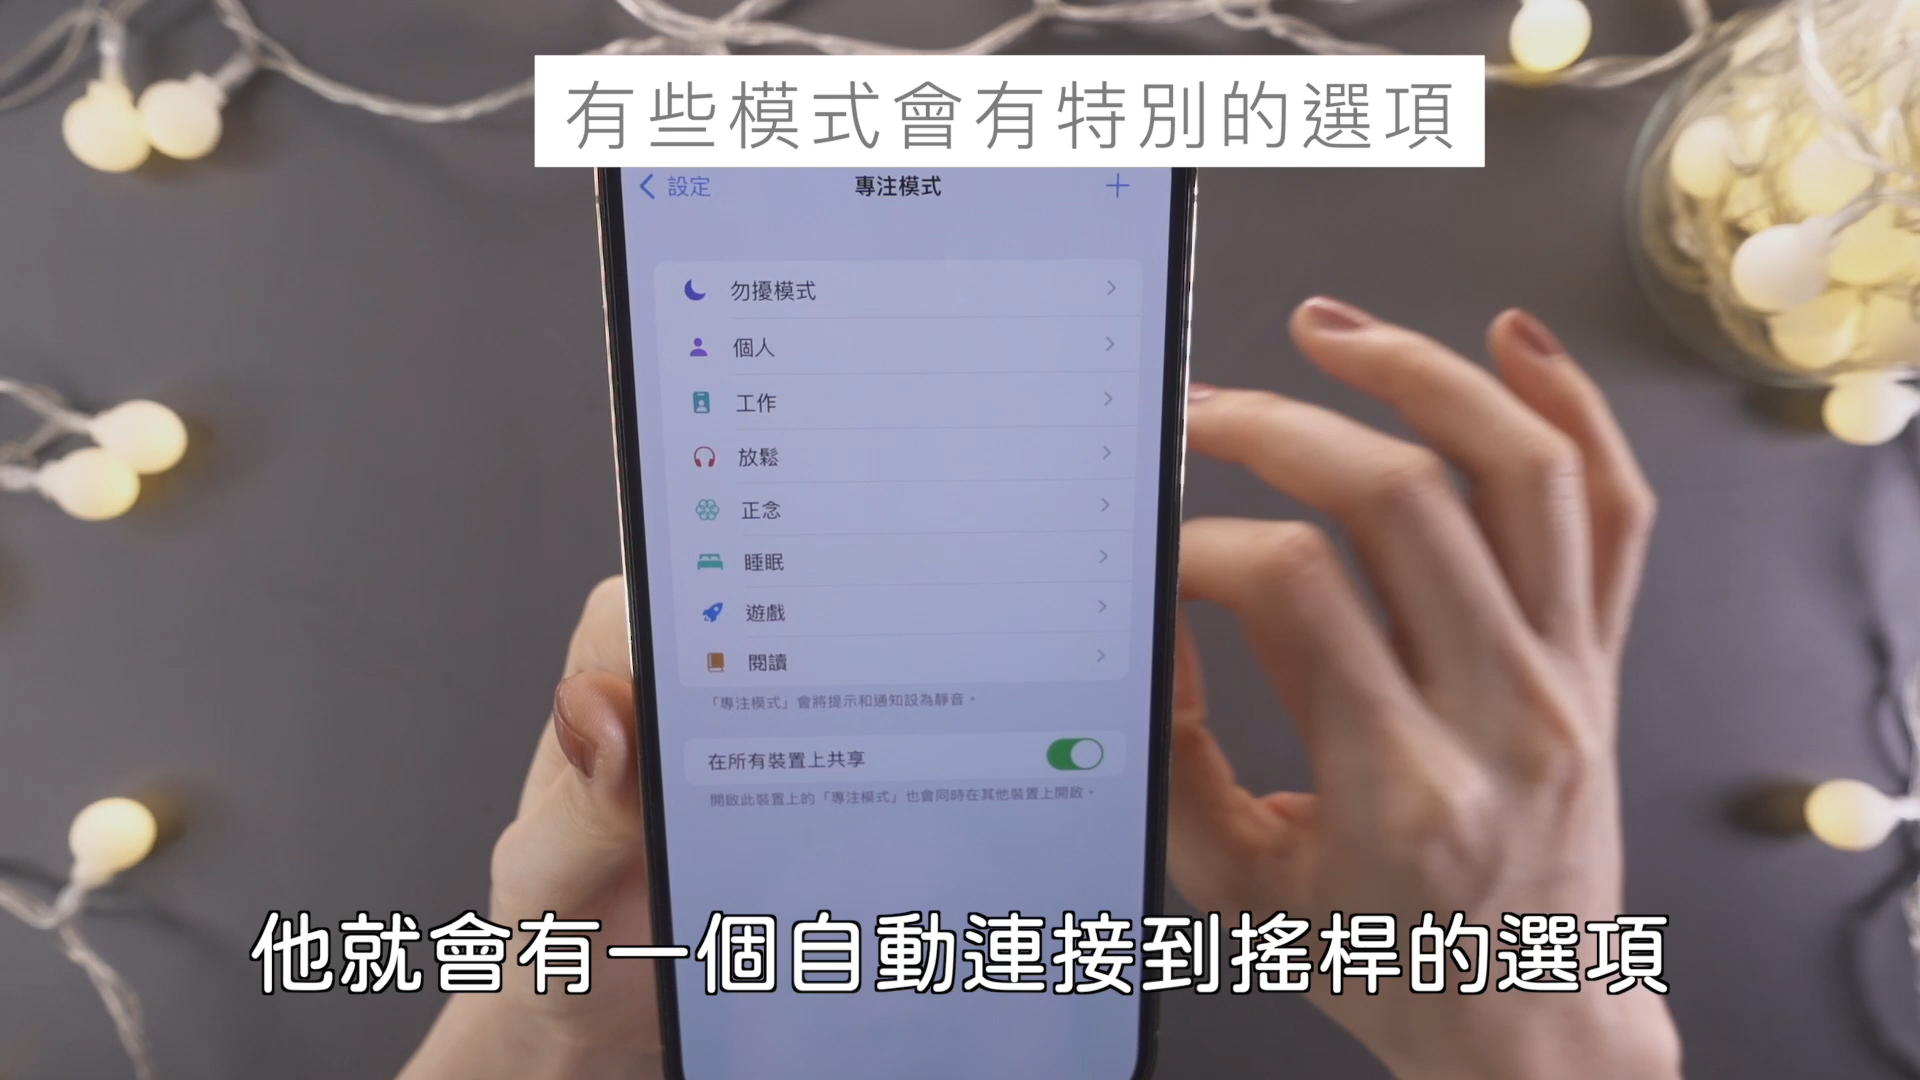 有些模式會有特別的選項
設定
專注模式
勿擾模式
個人
工作
放鬆
正念
睡眠
遊戲
閱讀
「專注模式」會將提示和通知設為靜音。
在所有裝置上共享
開啟此裝置上的「專注模式」也會同時在其他裝置上開啟。
他就會有一個自動連接到搖桿的選項